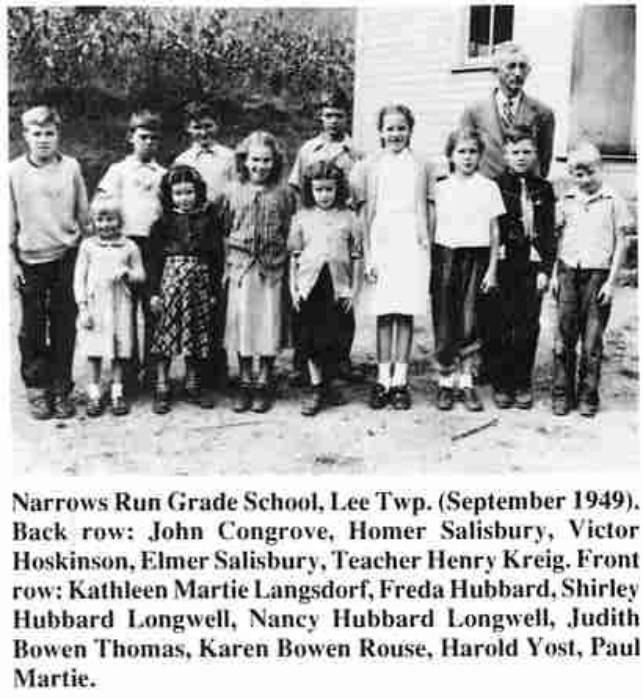 Narrows Run Grade School, Lee Twp. (September 1949).
Back row: John Congrove, Homer Salisbury, Victor
Hoskinson, Elmer Salisbury, Teacher Henry Kreig. Front
row: Kathleen Martie Langsdorf, Freda Hubbard, Shirley
Hubbard Longwell, Nancy Hubbard Longwell, Judith
Bowen Thomas, Karen Bowen Rouse, Harold Yost, Paul
Martie.